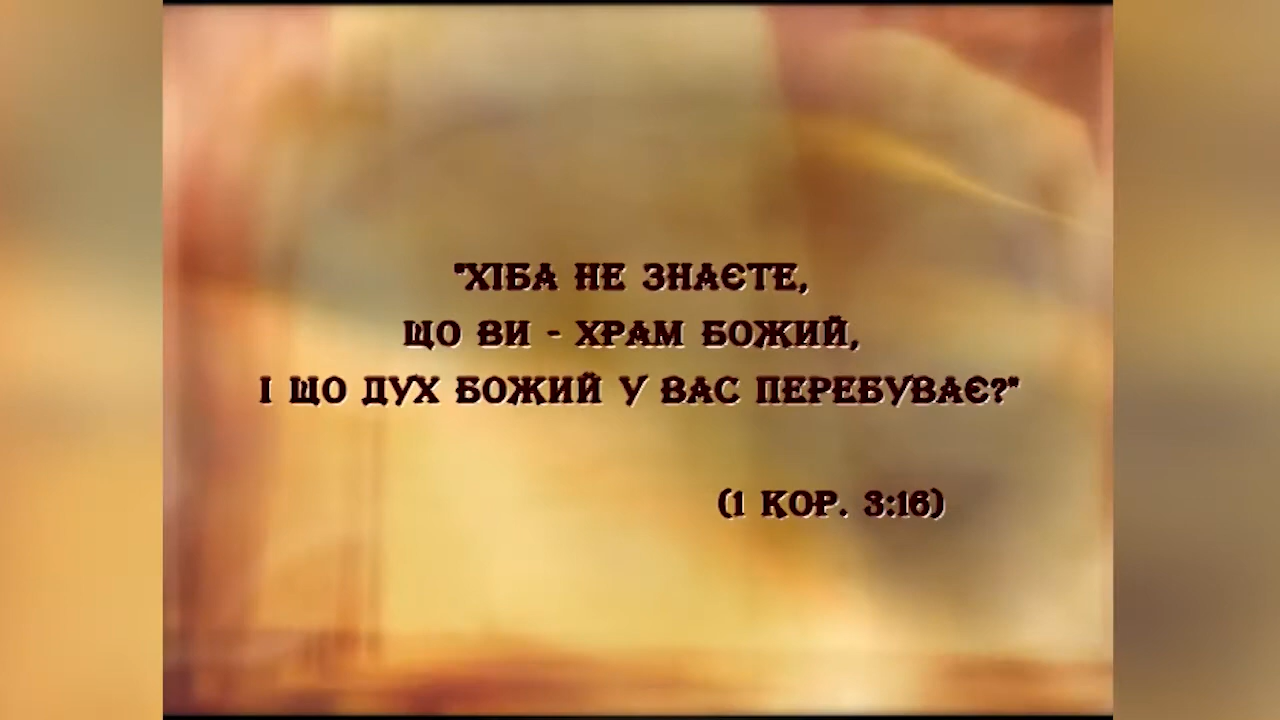 "ХІБА НЕ ЗНАЄТЕ,
ЩО ВИ - ХРАМ БОЖИЙ,
І ЩО ДУХ БОЖИЙ У ВАС ПЕРЕБУВАЄ?"
(1 КОР. 3:16)